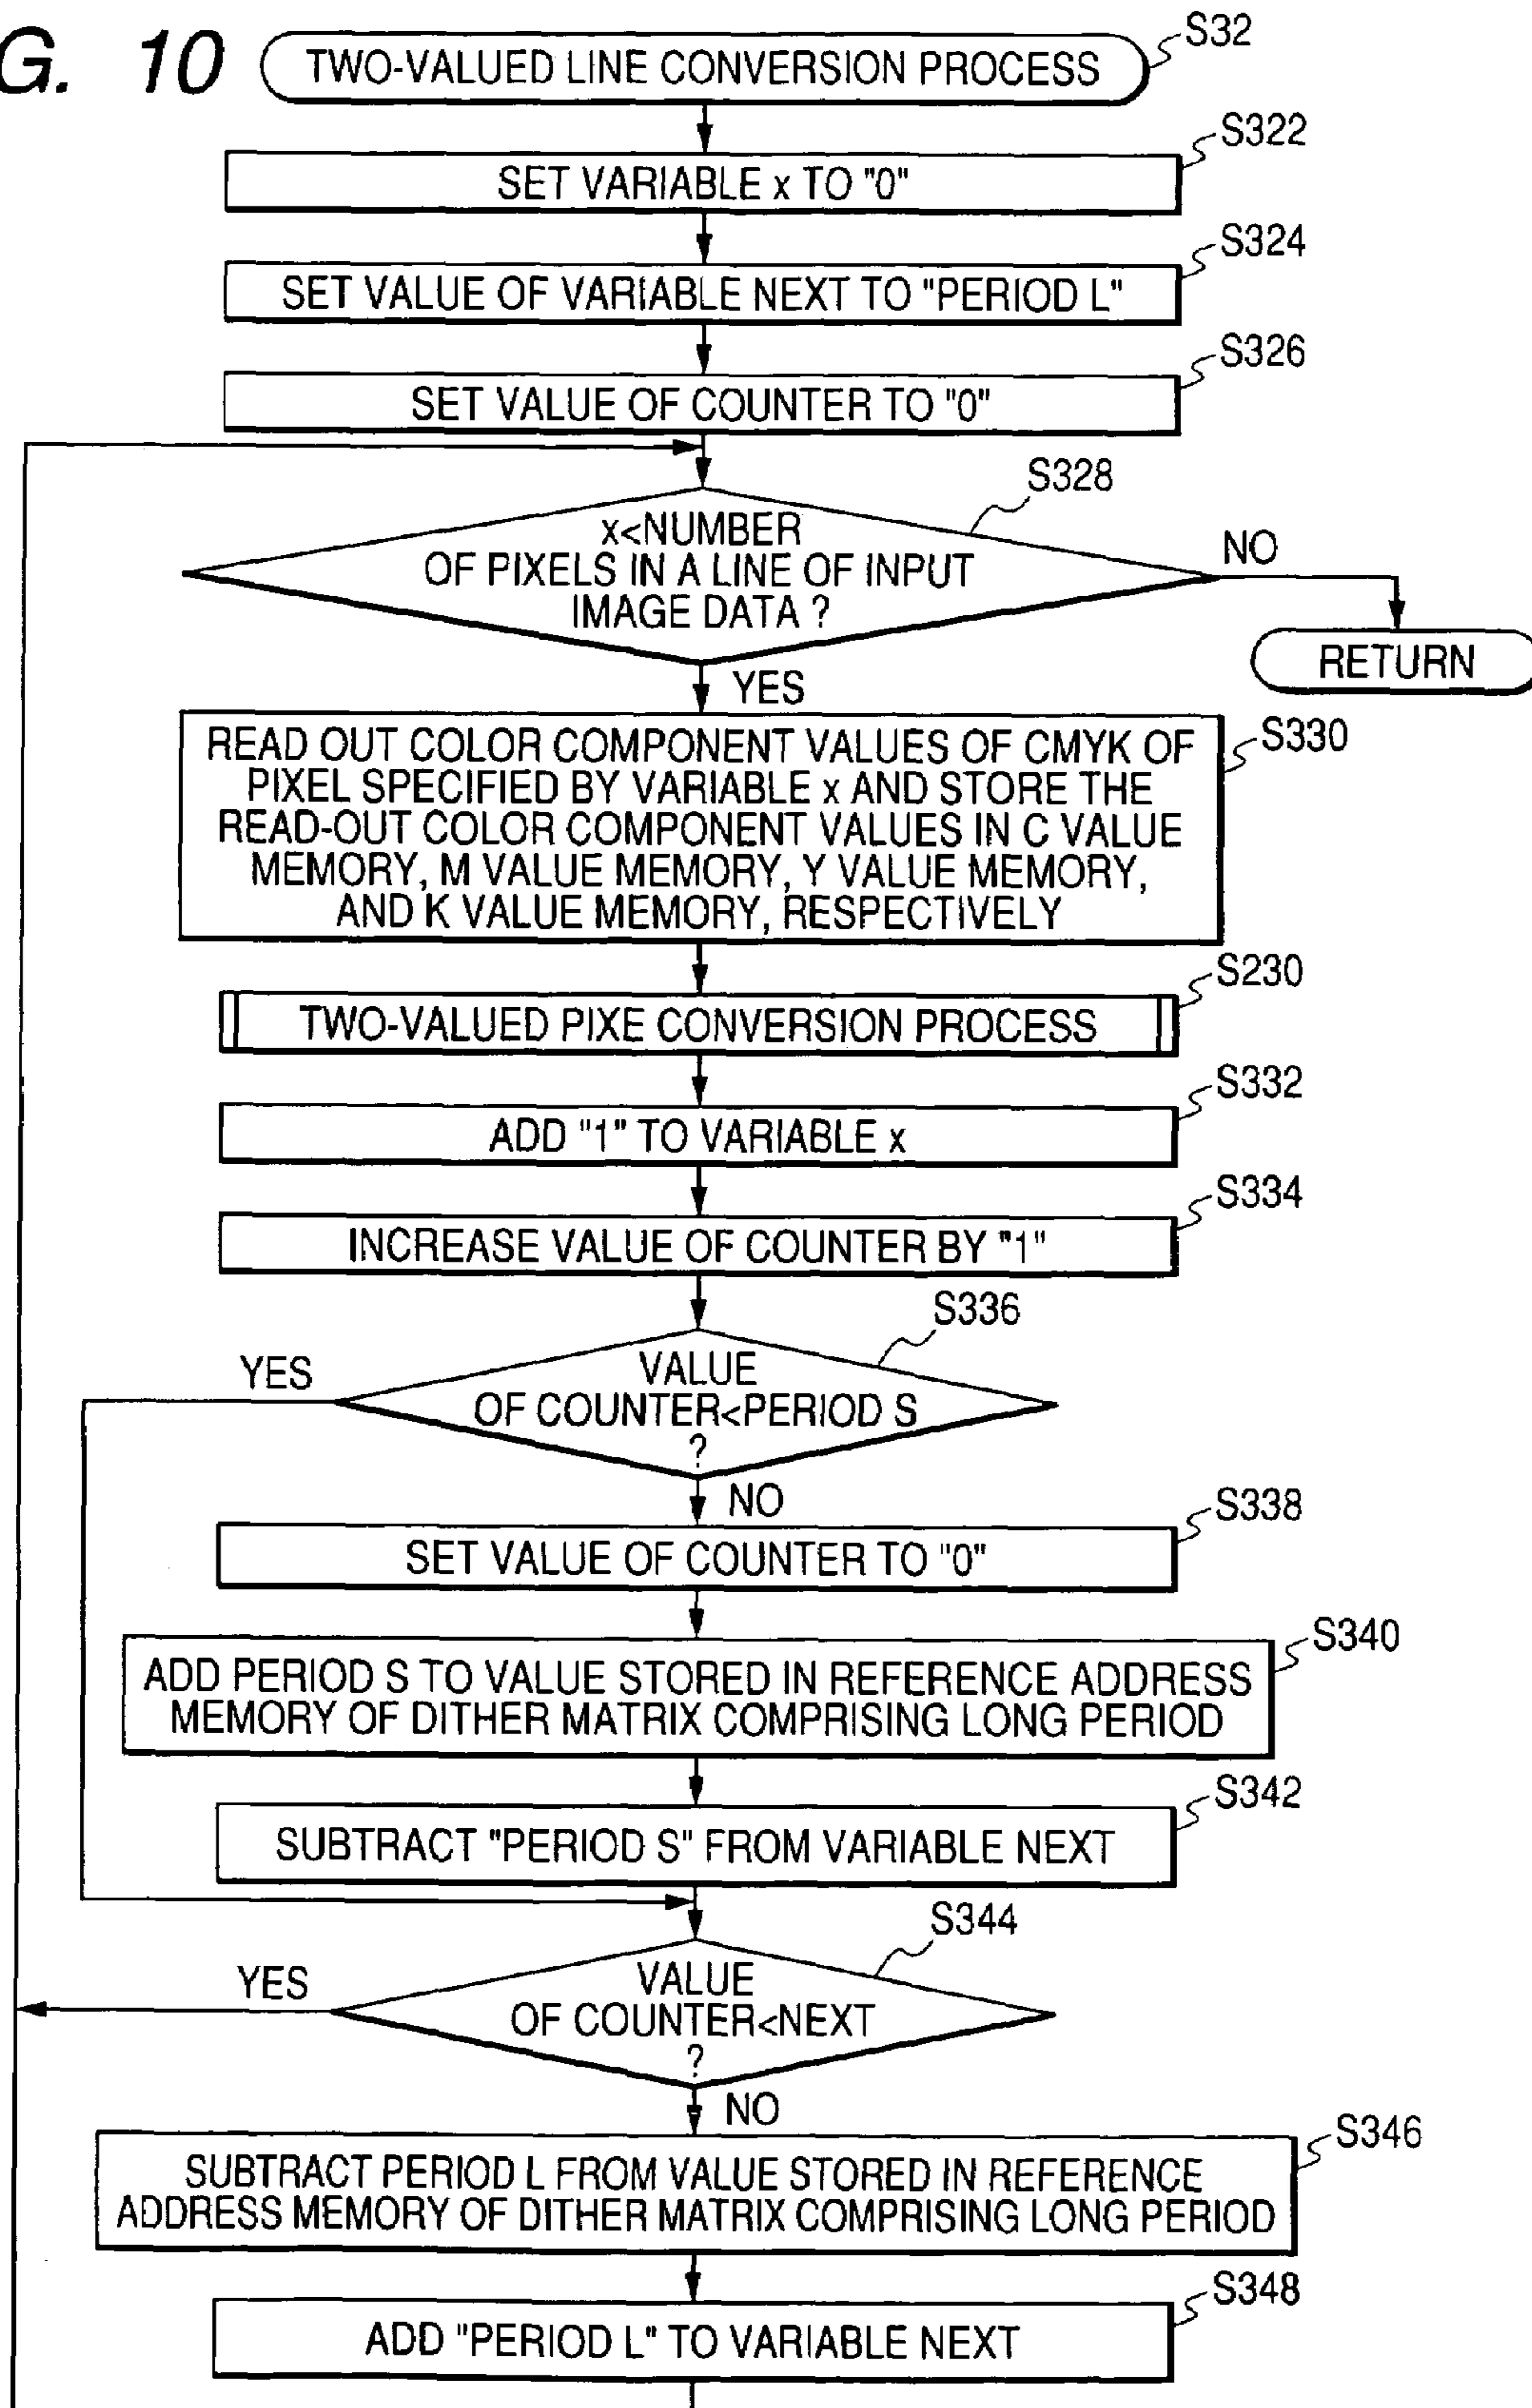 G. 10
TWO-VALUED LINE CONVERSION PROCESS
S32
SET VARIABLE x TO "0"
S322
SET VALUE OF VARIABLE NEXT TO "PERIOD L"
S324
SET VALUE OF COUNTER TO "0"
S326
S328
x<NUMBER
OF PIXELS IN A LINE OF INPUT
IMAGE DATA ?
NO
RETURN
YES
READ OUT COLOR COMPONENT VALUES OF CMYK OF
PIXEL SPECIFIED BY VARIABLE x AND STORE THE
READ-OUT COLOR COMPONENT VALUES IN C VALUE
MEMORY, M VALUE MEMORY, Y VALUE MEMORY,
AND K VALUE MEMORY, RESPECTIVELY
S330
TWO-VALUED PIXE CONVERSION PROCESS
S230
ADD "1" TO VARIABLE x
S332
INCREASE VALUE OF COUNTER BY "1"
S334
S336
YES
VALUE
OF COUNTER<PERIOD S
?
NO
SET VALUE OF COUNTER TO "0"
S338
ADD PERIOD S TO VALUE STORED IN REFERENCE ADDRESS
MEMORY OF DITHER MATRIX COMPRISING LONG PERIOD
S340
SUBTRACT "PERIOD S" FROM VARIABLE NEXT
S342
S344
YES
VALUE
OF COUNTER<NEXT
?
NO
SUBTRACT PERIOD L FROM VALUE STORED IN REFERENCE
ADDRESS MEMORY OF DITHER MATRIX COMPRISING LONG PERIOD
S346
ADD "PERIOD L" TO VARIABLE NEXT
S348